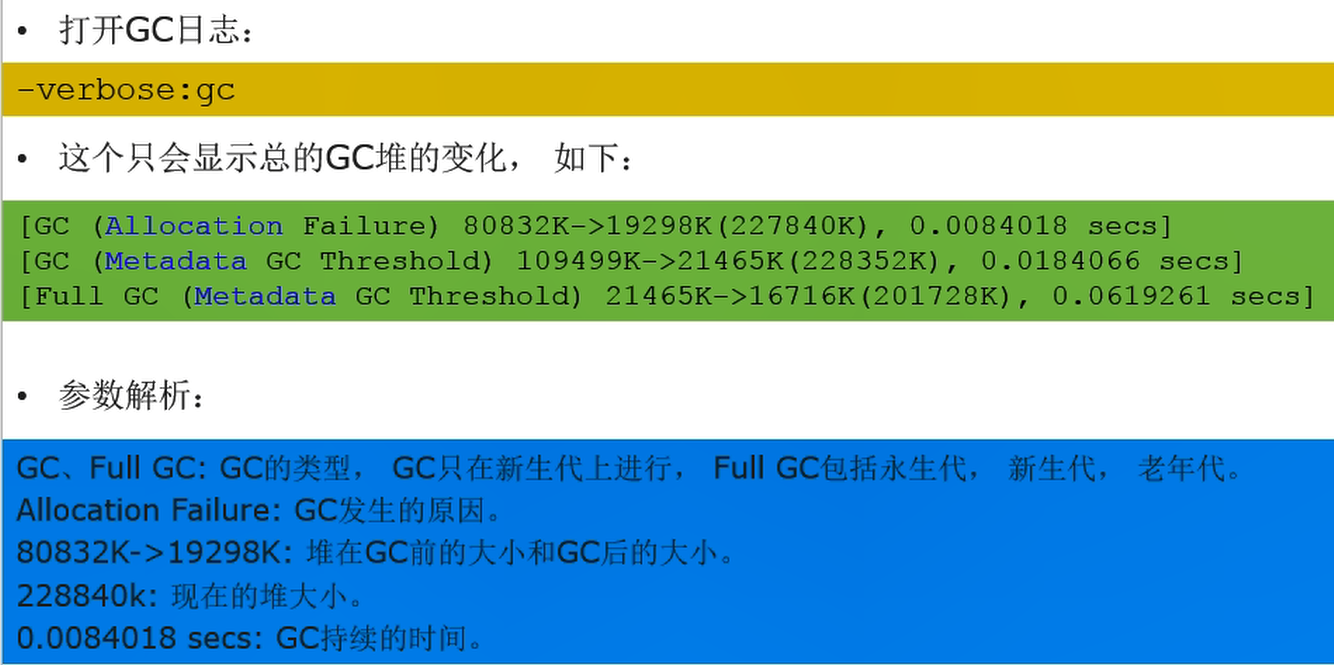 • 打开GC日志：
-verbose:gc
• 这个只会显示总的GC堆的变化， 如下：
[GC (Allocation Failure) 80832K->19298K(227840K), 0.0084018 secs]
[GC (Metadata GC Threshold) 109499K->21465K(228352K), 0.0184066 secs]
[Full GC (Metadata GC Threshold) 21465K->16716K(201728K), 0.0619261 secs]
• 参数解析：
GC、Full GC: GC的类型， GC只在新生代上进行， Full GC包括永生代， 新生代， 老年代。
Allocation Failure: GC发生的原因。
80832K->19298K: 堆在GC前的大小和GC后的大小。
228840k: 现在的堆大小。
0.0084018 secs: GC持续的时间。